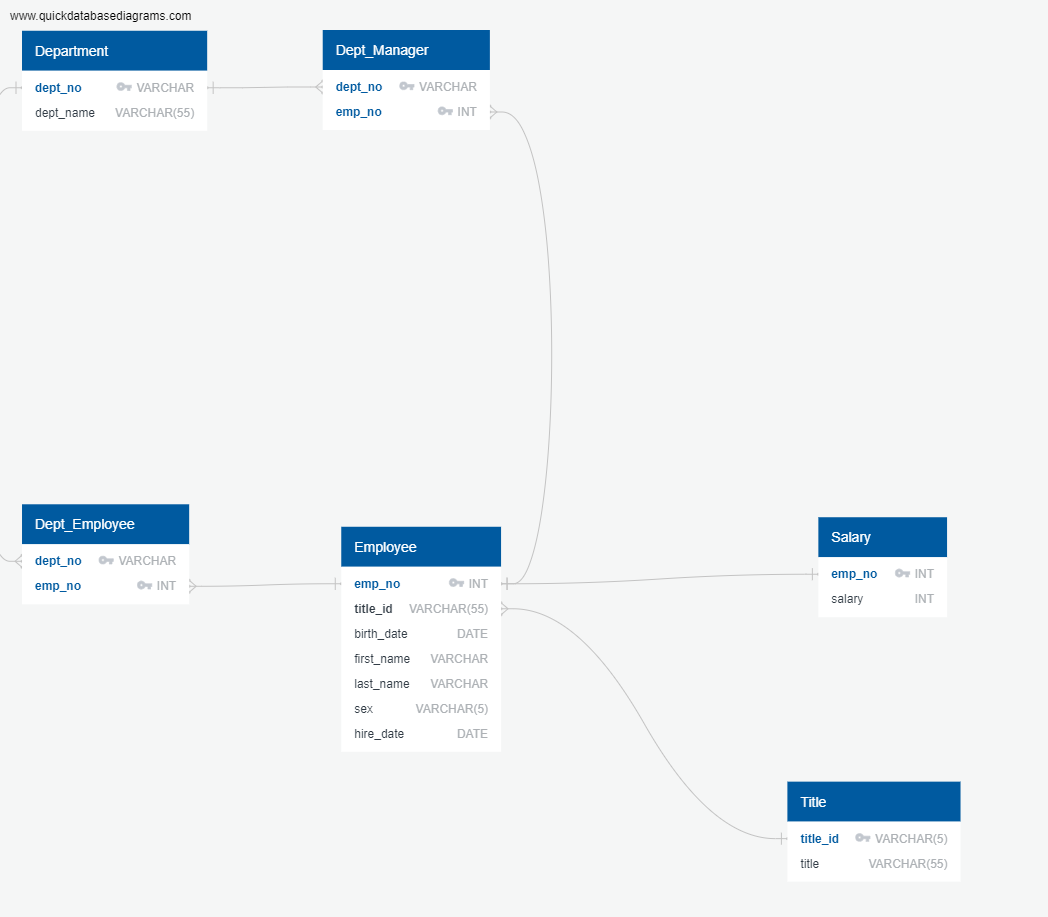 www.quickdatabasediagrams.com
Department
dept_no VARCHAR
dept_name VARCHAR(55)
Dept_Manager
dept_no VARCHAR
emp_no INT
Dept_Employee
dept_no VARCHAR
emp_no INT
Employee
emp_no INT
title_id VARCHAR(55)
birth_date DATE
first_name VARCHAR
last_name VARCHAR
sex VARCHAR(5)
hire_date DATE
Salary
emp_no INT
salary INT
Title
title_id VARCHAR(5)
title VARCHAR(55)